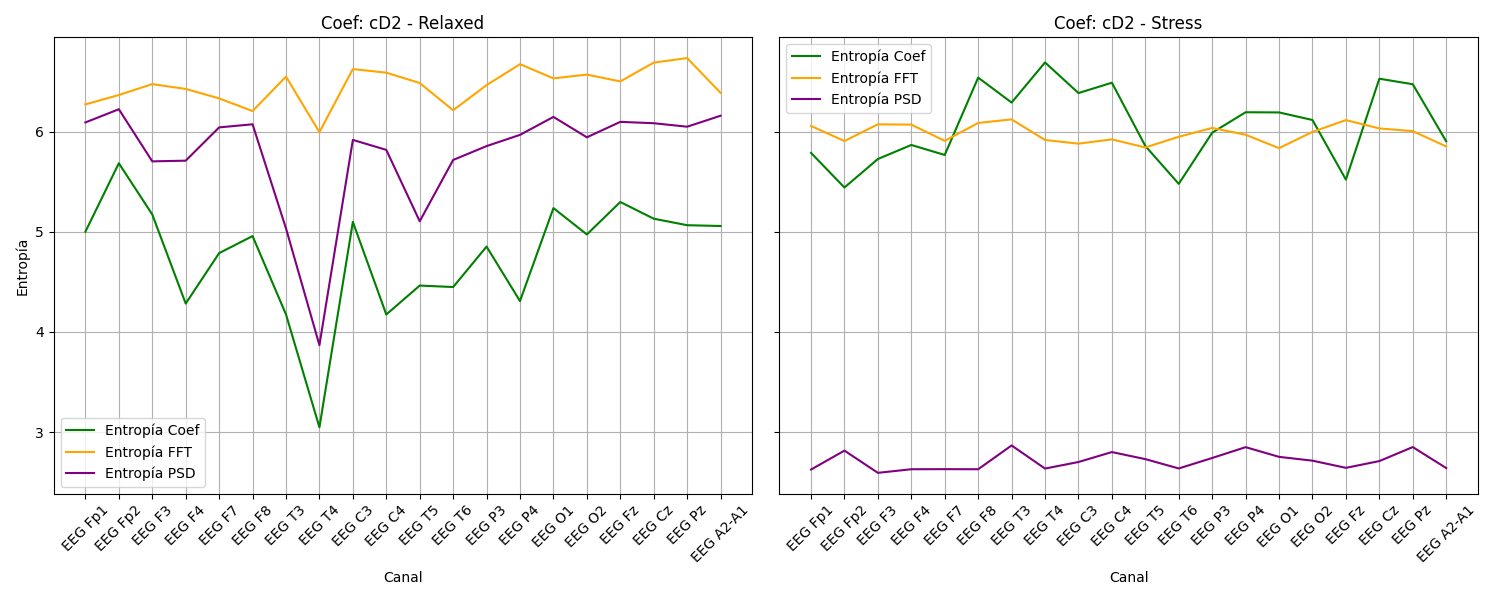 Coef: cD2 - Relaxed
Entropía
6
5
4
3
Entropía Coef
Entropía FFT
Entropía PSD
EEG Fp1
EEG Fp2
EEG F3
EEG F4
EEG F7
EEG F8
EEG T3
EEG T4
EEG C3
EEG C4
EEG T5
EEG T6
EEG P3
EEG P4
EEG O1
EEG O2
EEG Fz
EEG Cz
EEG Pz
EEG A2-A1
Canal
Coef: cD2 - Stress
Entropía Coef
Entropía FFT
Entropía PSD
EEG Fp1
EEG Fp2
EEG F3
EEG F4
EEG F7
EEG F8
EEG T3
EEG T4
EEG C3
EEG C4
EEG T5
EEG T6
EEG P3
EEG P4
EEG O1
EEG O2
EEG Fz
EEG Cz
EEG Pz
EEG A2-A1
Canal